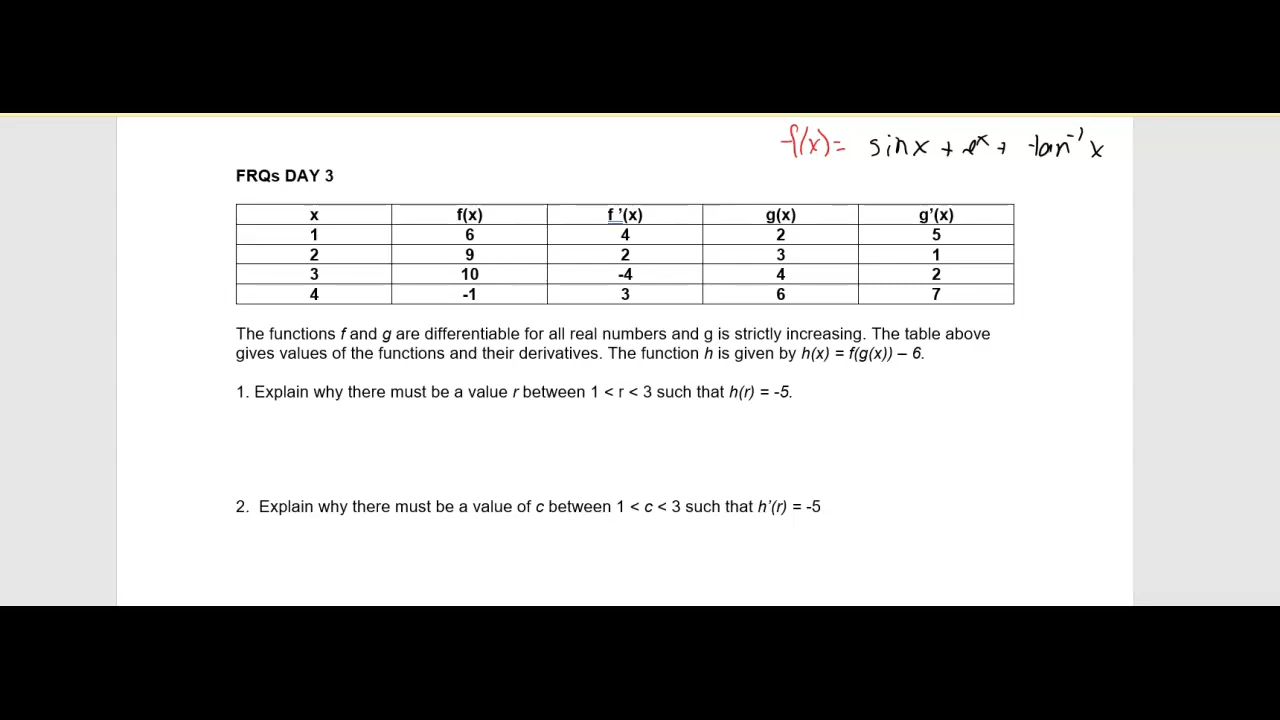 f(x)= sinx + e^x + tan^-1 x
FRQs DAY 3
x f(x) f '(x) g(x) g’(x)
1 6 4 2 5
2 9 2 3 1
3 10 -4 4 2
4 -1 3 6 7
The functions f and g are differentiable for all real numbers and g is strictly increasing. The table above
gives values of the functions and their derivatives. The function h is given by h(x) = f(g(x)) – 6.
1. Explain why there must be a value r between 1 < r < 3 such that h(r) = -5.
2. Explain why there must be a value of c between 1 < c < 3 such that h’(r) = -5